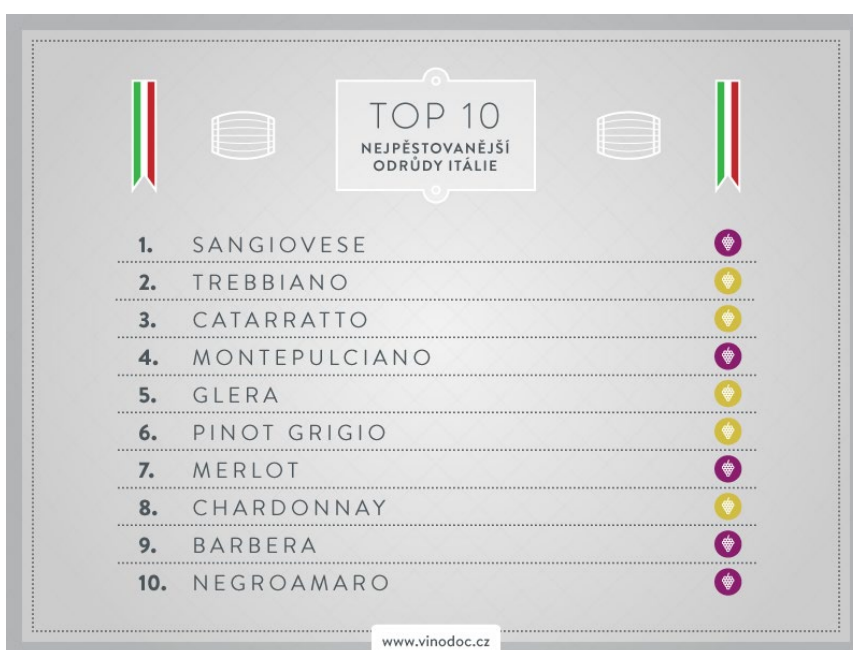 TOP 10
NEJPĚSTOVANĚJŠÍ
ODRŮDY ITÁLIE
1. SANGIOVESE
2. TREBBIANO
3. CATARRATTO
4. MONTEPULCIANO
5. GLERA
6. PINOT GRIGIO
7. MERLOT
8. CHARDONNAY
9. BARBERA
10. NEGROAMARO
www.vinodoc.cz